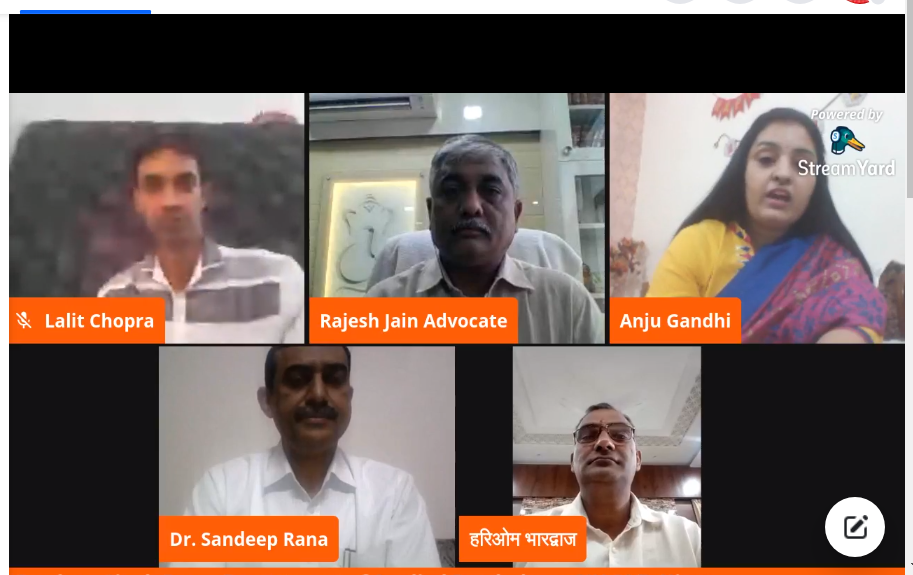 Powered by
StreamYard
Lalit Chopra
Rajesh Jain Advocate
Anju Gandhi
Dr. Sandeep Rana
हरिओम भारद्वाज